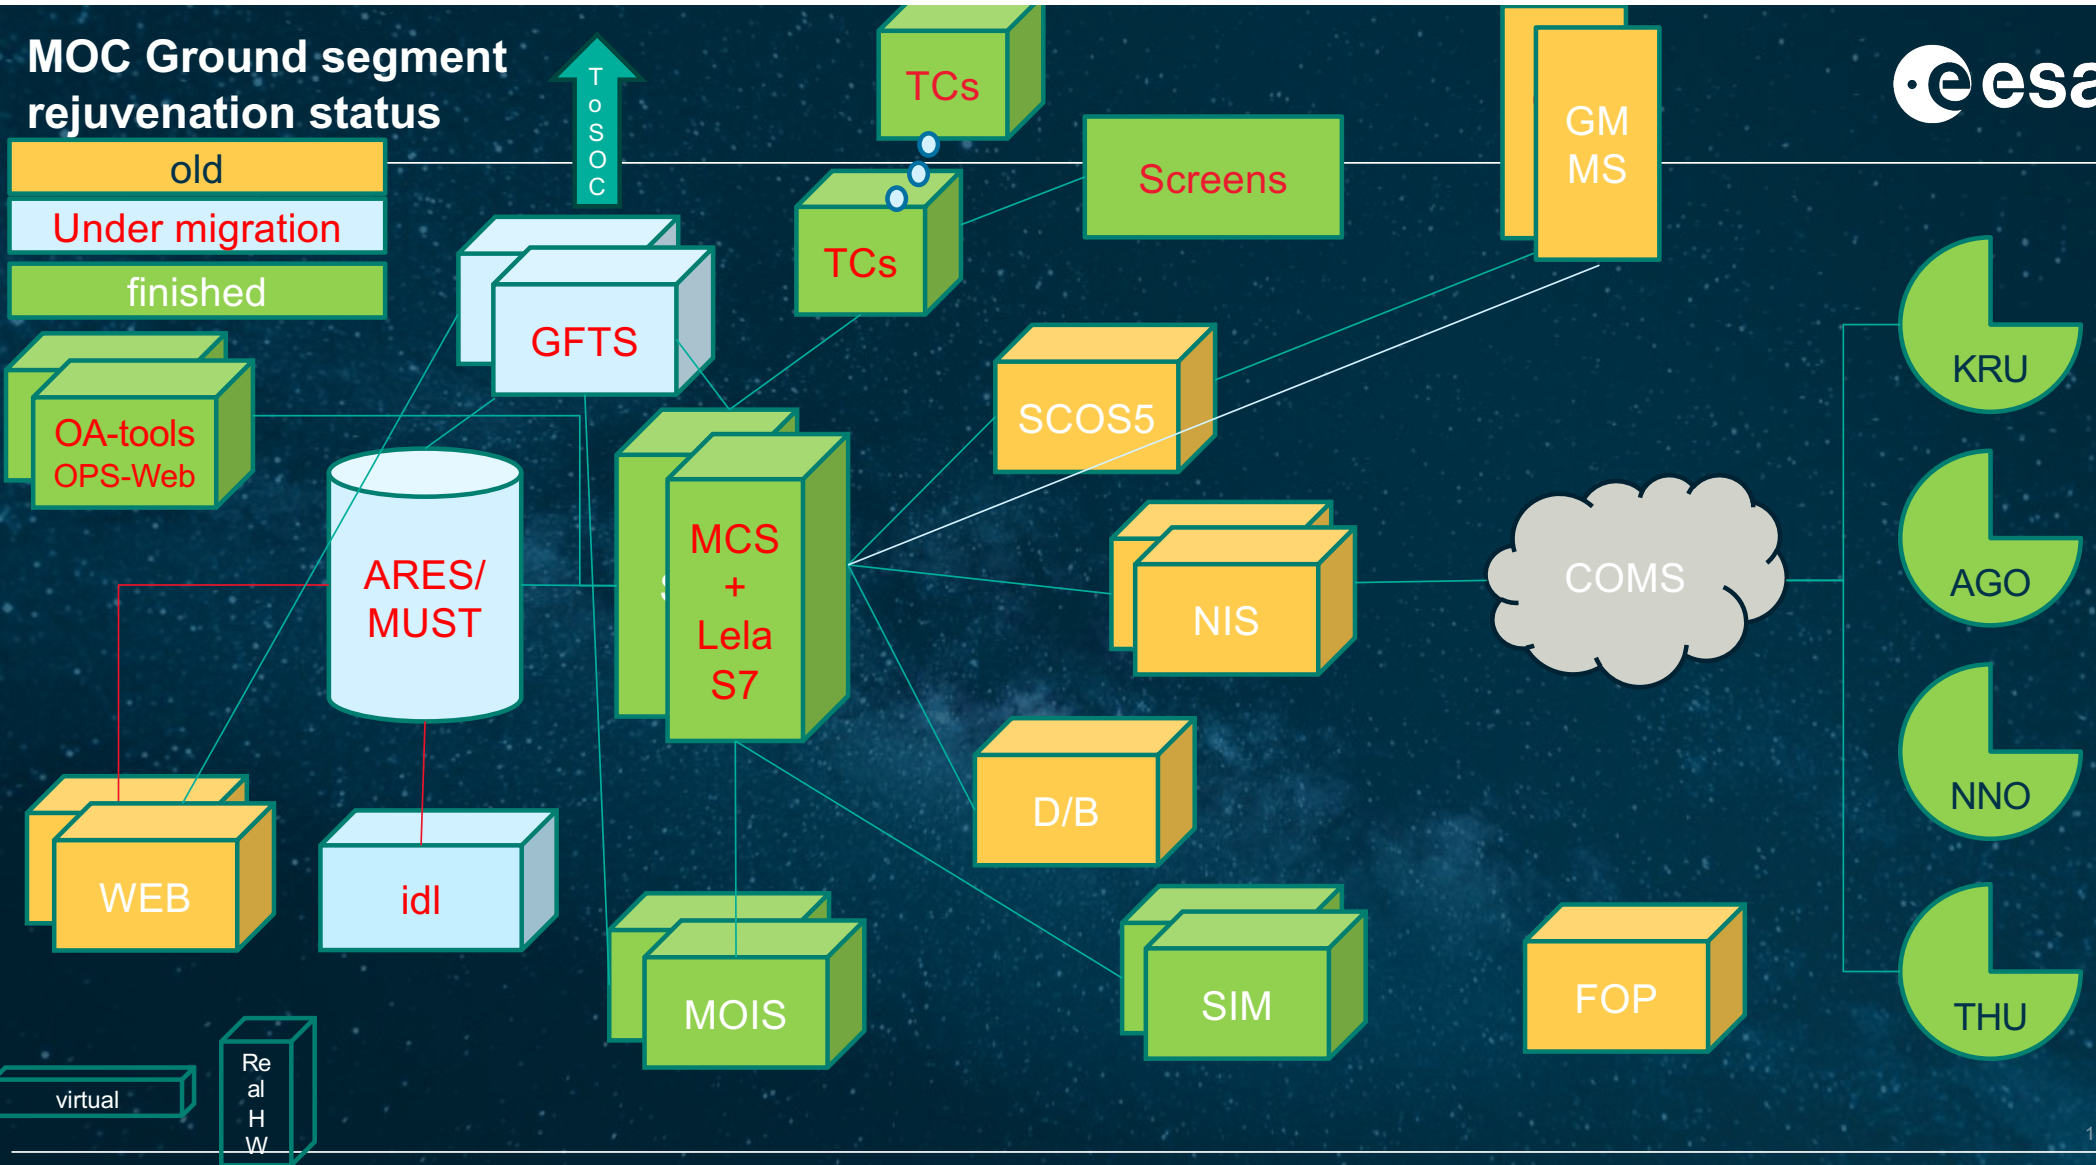 MOC Ground segment
rejuvenation status
old
Under migration
finished
T
o
S
O
C
TCs
TCs
Screens
GM
MS
esa
GFTS
OA-tools
OPS-Web
ARES/
MUST
S
MCS
+
Lela
S7
SCOS5
NIS
COMS
KRU
AGO
NNO
THU
D/B
WEB
idl
MOIS
SIM
FOP
virtual
Re
al
H
W
1